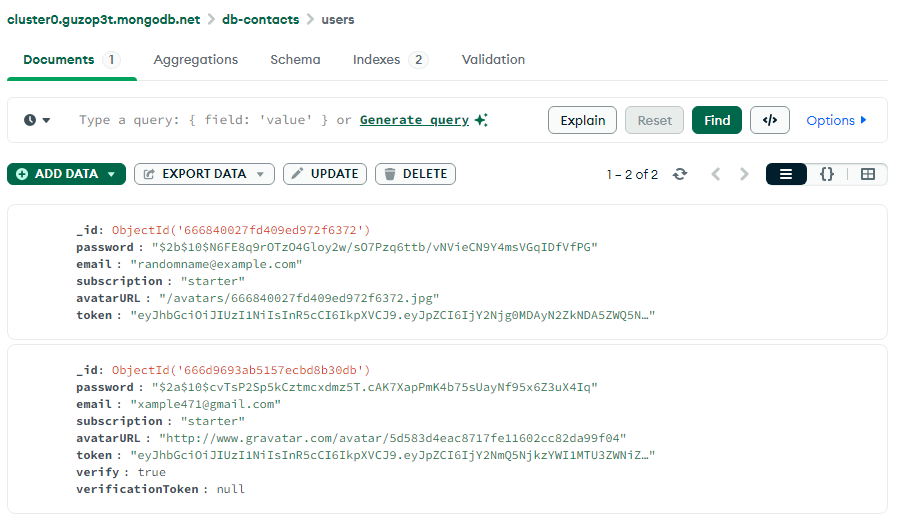 cluster0.guzop3t.mongodb.net > db-contacts > users
Documents 1 Aggregations Schema Indexes 2 Validation
Type a query: { field: 'value' } or Generate query Explain Reset Find </> Options
ADD DATA EXPORT DATA UPDATE DELETE 1 – 2 of 2 {}
_id: ObjectId('666840027fd409ed972f6372')
password : "$2b$10$N6FE8q9rOTzO4Gloy2w/sO7Pzq6ttb/vNVieCN9Y4msVGqIDfVfPG"
email : "randomname@example.com"
subscription : "starter"
avatarURL : "/avatars/666840027fd409ed972f6372.jpg"
token : "eyJhbGciOiJIUzI1NiIsInR5cCI6IkpXVCJ9.eyJpZCI6IjY2Njg0MDAyN2ZkNDA5ZWQ5N…"
_id: ObjectId('666d9693ab5157ecbd8b30db')
password : "$2a$10$cvTsP2Sp5kCztmcxdmz5T.cAK7XapPmK4b75sUayNf95x6Z3uX4Iq"
email : "xample471@gmail.com"
subscription : "starter"
avatarURL : "http://www.gravatar.com/avatar/5d583d4eac8717fe11602cc82da99f04"
token : "eyJhbGciOiJIUzI1NiIsInR5cCI6IkpXVCJ9.eyJpZCI6IjY2NmQ5NjkzYWI1MTU3ZWNiZ…"
verify : true
verificationToken : null